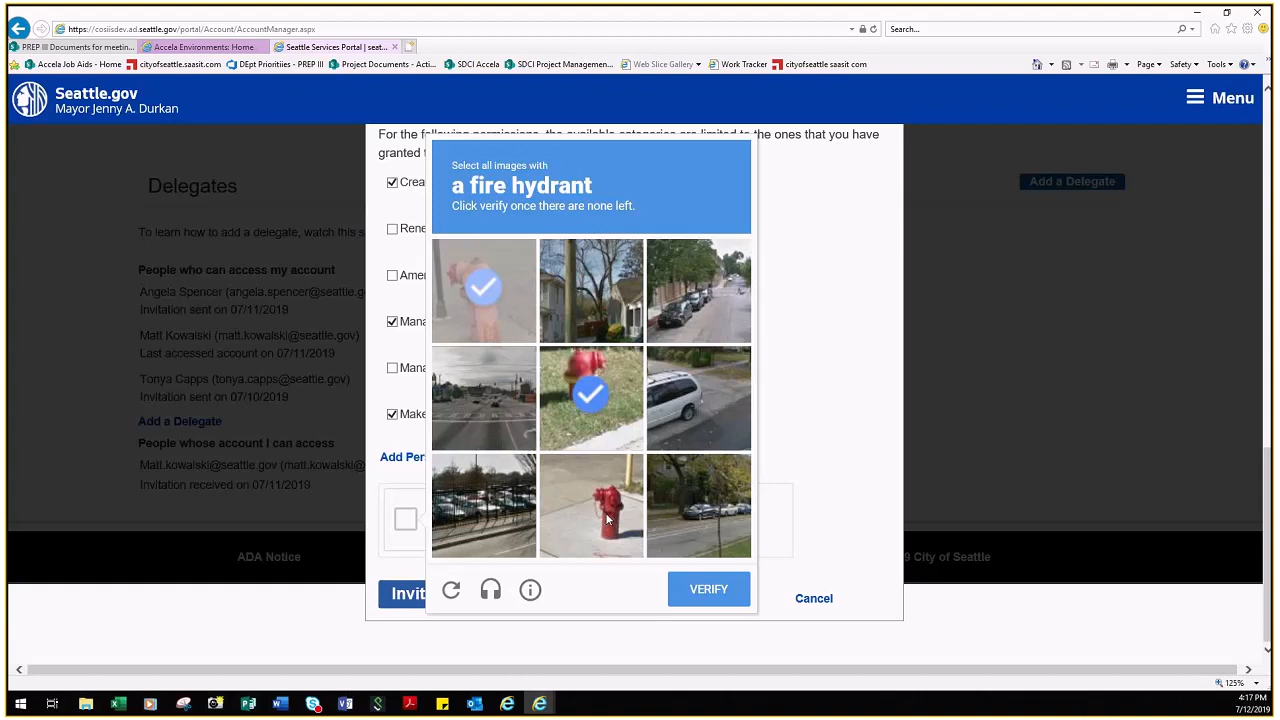 https://cosiisdev.ad.seattle.gov/portal/Account/AccountManager.aspx
Search...
PREP III Documents for meetin...
Accela Environments: Home
Seattle Services Portal | seat...
Accela Job Aids - Home
cityofseattle.saasit.com
DEpt Prioritiies - PREP III
Project Documents - Acti...
SDCI Accela
SDCI Project Managemen...
Web Slice Gallery
Work Tracker
cityofseattle.saasit.com
Page
Safety
Tools
Seattle.gov
Mayor Jenny A. Durkan
Menu
Delegates
Add a Delegate
To learn how to add a delegate, watch this s
People who can access my account
Angela Spencer (angela.spencer@seattle.g
Invitation sent on 07/11/2019
Matt Kowalski (matt.kowalski@seattle.gov)
Last accessed account on 07/11/2019
Tonya Capps (tonya.capps@seattle.gov)
Invitation sent on 07/10/2019
Add a Delegate
People whose account I can access
Matt.kowalski@seattle.gov (matt.kowalski
Invitation received on 07/11/2019
For the following permissions, the available categories are limited to the ones that you have
granted t
Crea
Rene
Amer
Mana
Mana
Make
Add Pers
Invit
Cancel
Select all images with
a fire hydrant
Click verify once there are none left.
VERIFY
ADA Notice
9 City of Seattle
125%
4:17 PM
7/12/2019